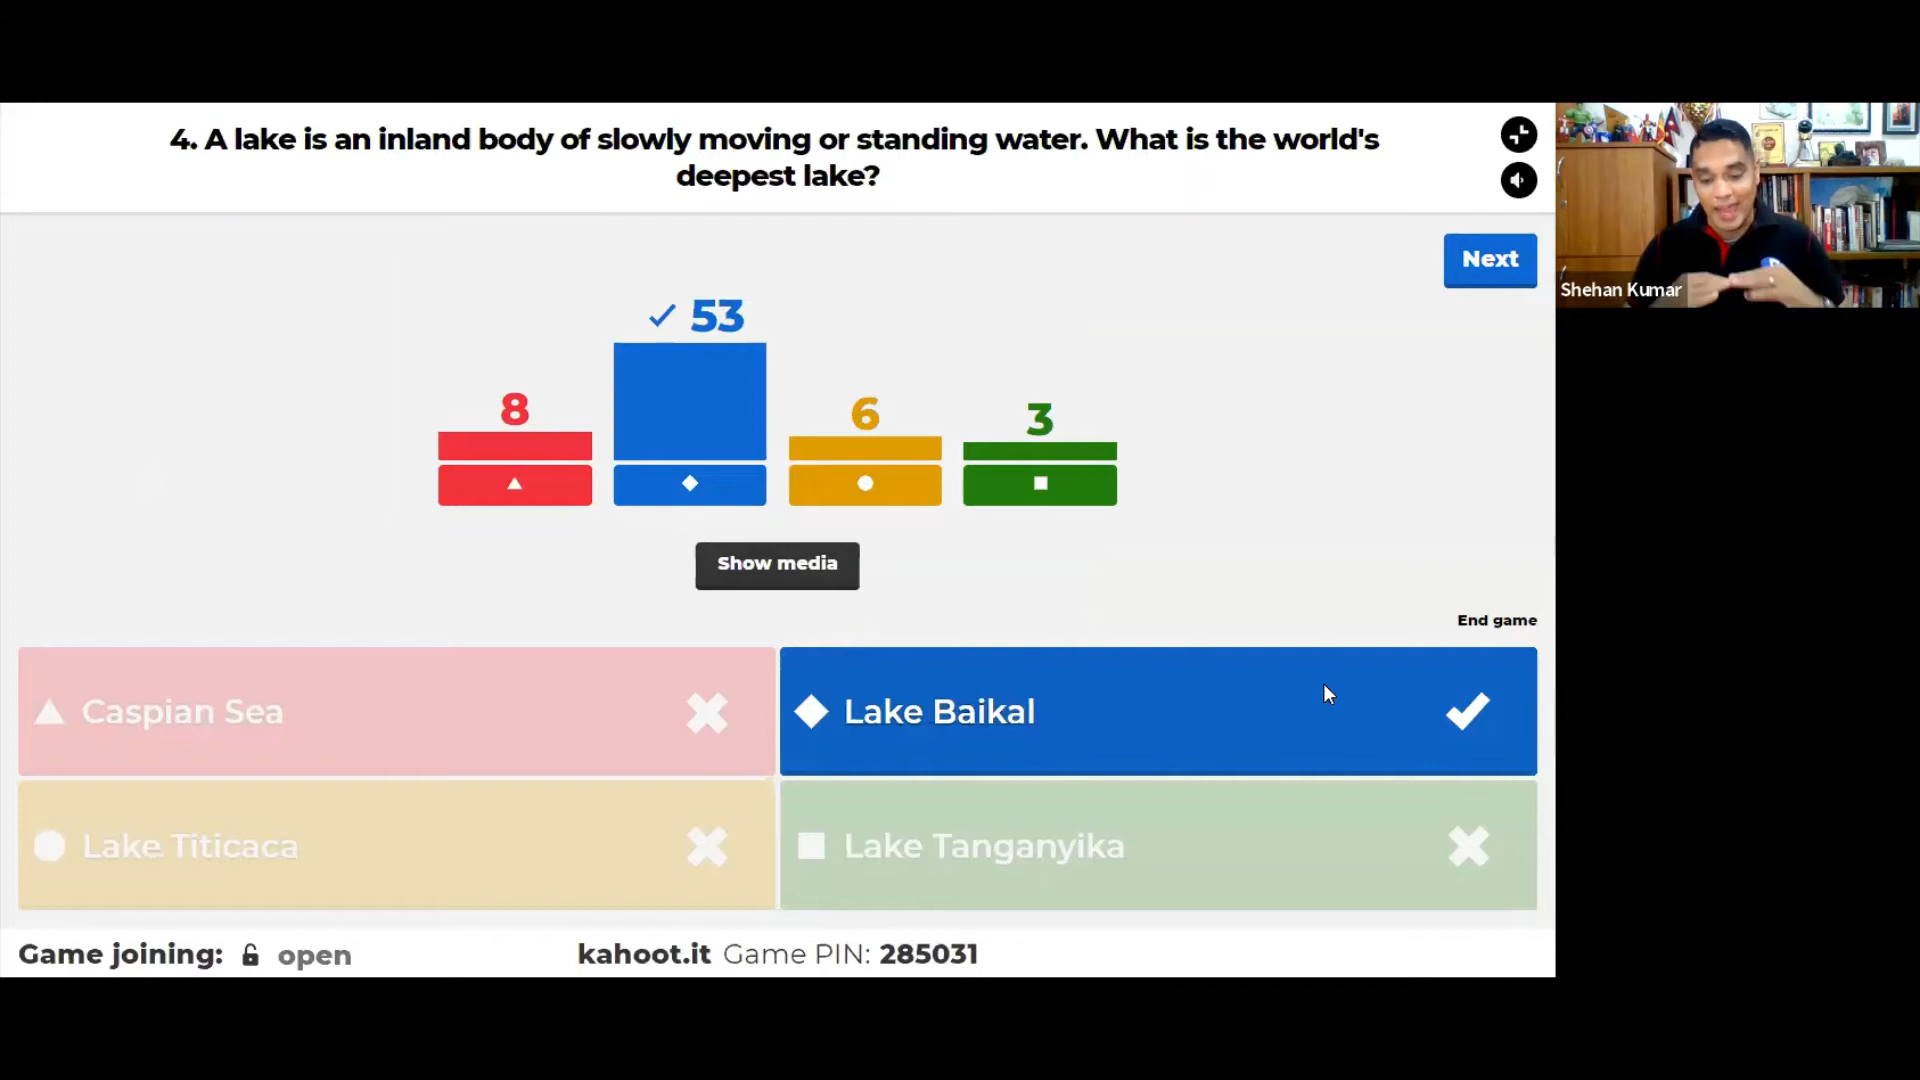 4. A lake is an inland body of slowly moving or standing water. What is the world's
deepest lake?
Next
Shehan Kumar
53
8
6
3
Show media
End game
Caspian Sea
Lake Baikal
Lake Titicaca
Lake Tanganyika
Game joining: open
kahoot.it Game PIN: 285031